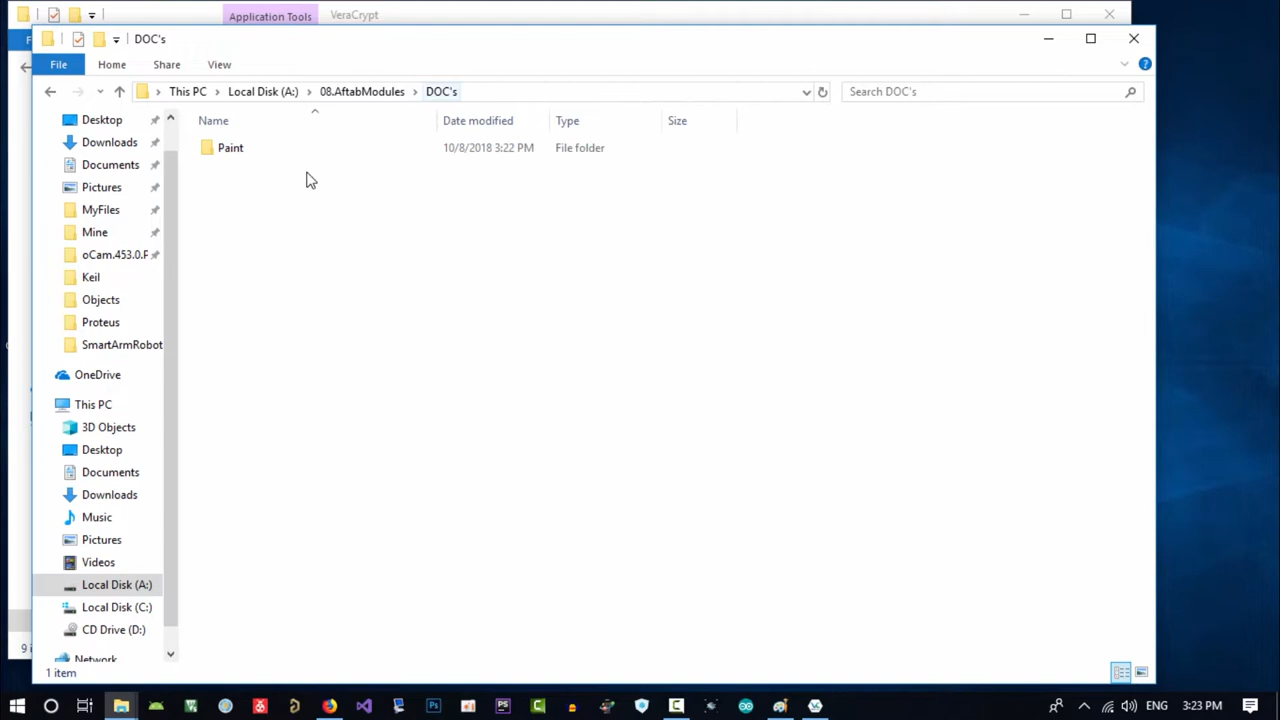 Application Tools VeraCrypt
DOC's
File Home Share View
This PC Local Disk (A:) 08.AftabModules DOC's Search DOC's
Name Date modified Type Size
Paint 10/8/2018 3:22 PM File folder
Desktop
Downloads
Documents
Pictures
MyFiles
Mine
oCam.453.0.P
Keil
Objects
Proteus
SmartArmRobot
OneDrive
This PC
3D Objects
Desktop
Documents
Downloads
Music
Pictures
Videos
Local Disk (A:)
Local Disk (C:)
CD Drive (D:)
Network
1 item
ENG 3:23 PM